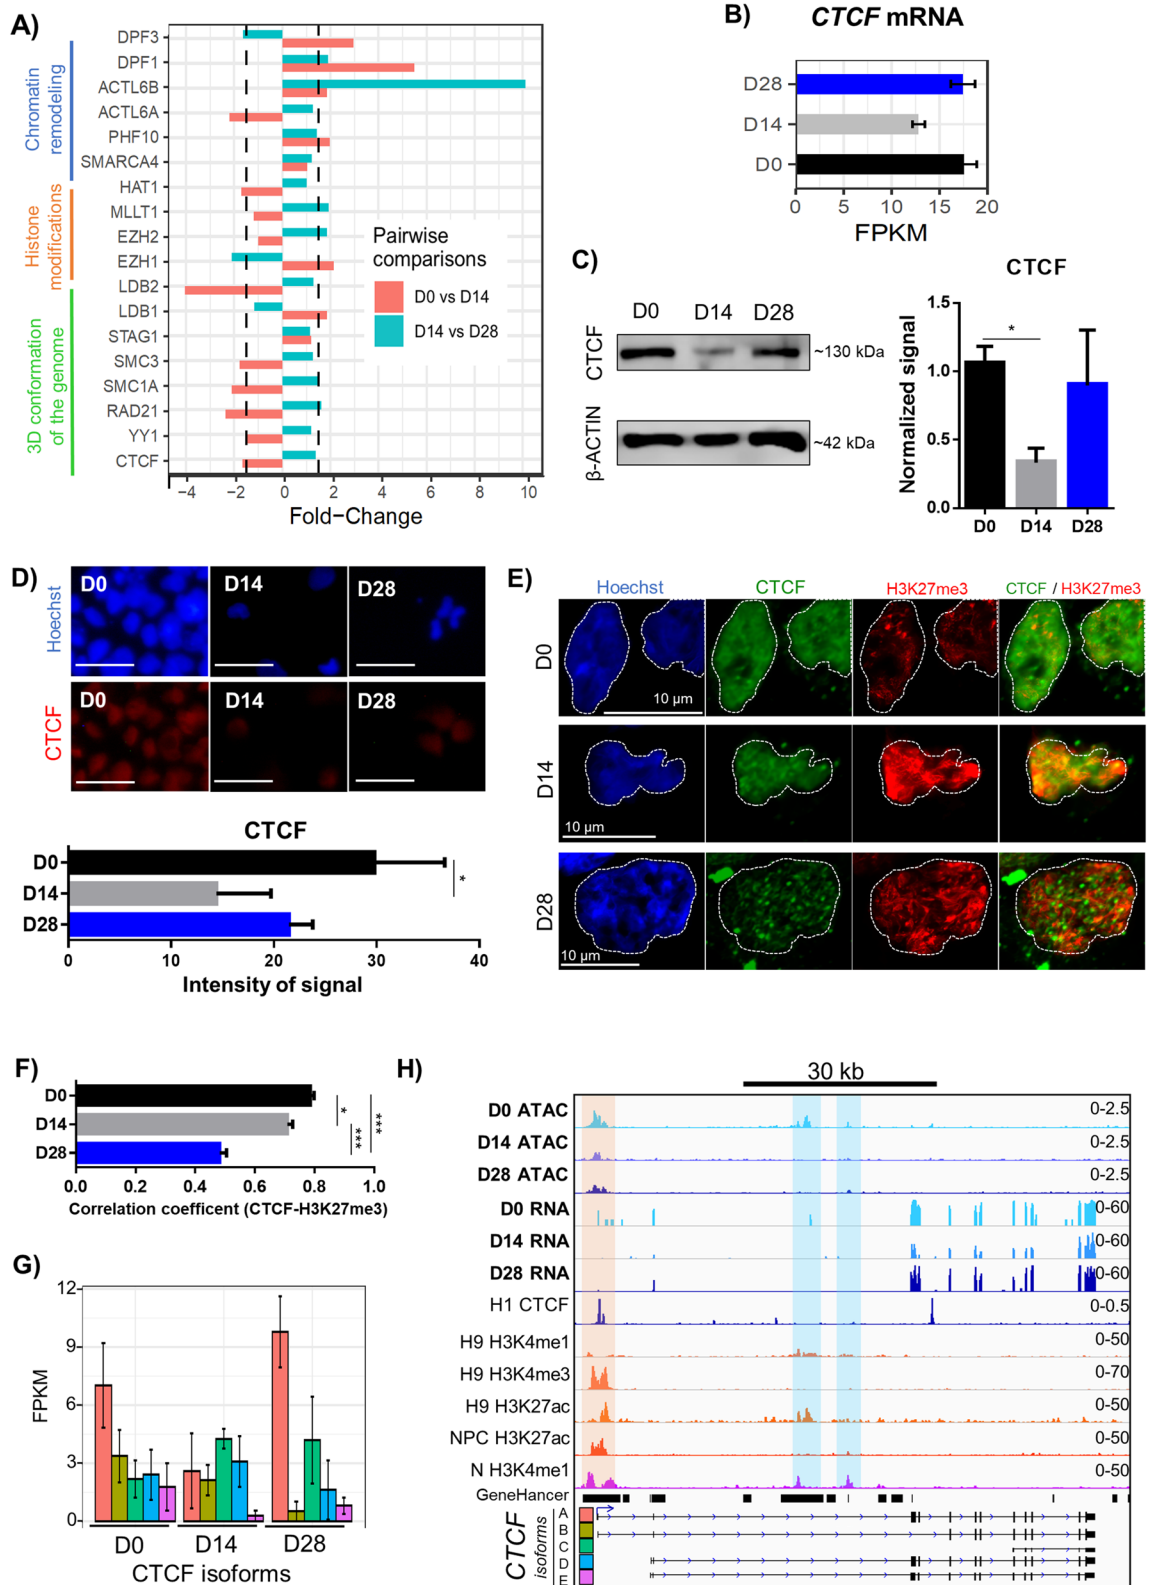 A)
Chromatin
remodeling
Histone
modifications
3D conformation
of the genome
DPF3
DPF1
ACTL6B
ACTL6A
PHF10
SMARCA4
HAT1
MLLT1
EZH2
EZH1
LDB2
LDB1
STAG1
SMC3
SMC1A
RAD21
YY1
CTCF
Pairwise
comparisons
D0 vs D14
D14 vs D28
−4 −2 0 2 4 6 8 10
Fold−Change
B)
CTCF mRNA
D28
D14
D0
0 5 10 15 20
FPKM
C)
D0 D14 D28
CTCF
~130 kDa
β-ACTIN
~42 kDa
CTCF
Normalized signal
1.5
1.0
0.5
0.0
*
D0 D14 D28
D)
Hoechst
D0 D14 D28
CTCF
D0 D14 D28
CTCF
D0
D14
D28
*
0 10 20 30 40
Intensity of signal
E)
Hoechst CTCF H3K27me3 CTCF / H3K27me3
D0
10 µm
D14
10 µm
D28
10 µm
F)
D0
D14
D28
* *** ***
0.0 0.2 0.4 0.6 0.8 1.0
Correlation coefficent (CTCF-H3K27me3)
G)
FPKM
12
9
6
3
0
D0 D14 D28
CTCF isoforms
H)
30 kb
D0 ATAC 0-2.5
D14 ATAC 0-2.5
D28 ATAC 0-2.5
D0 RNA 0-60
D14 RNA 0-60
D28 RNA 0-60
H1 CTCF 0-0.5
H9 H3K4me1 0-50
H9 H3K4me3 0-70
H9 H3K27ac 0-50
NPC H3K27ac 0-50
N H3K4me1 0-50
GeneHancer
CTCF
isoforms
A
B
C
D
E